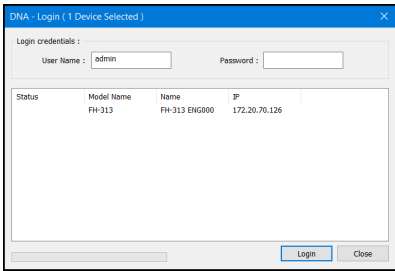 DNA - Login ( 1 Device Selected )
Login credentials :
User Name : admin Password :
Status Model Name Name IP
FH-313 FH-313 ENG000 172.20.70.126
Login Close